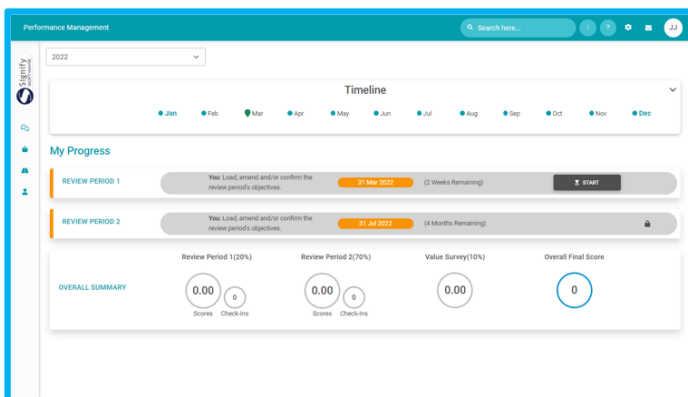 Performance Management
Search here...
?
JJ
Signify
SOFTWARE
2022
Timeline
Jan Feb Mar Apr May Jun Jul Aug Sep Oct Nov Dec
My Progress
REVIEW PERIOD 1
You: Load, amend and/or confirm the
review period's objectives.
31 Mar 2022
(2 Weeks Remaining)
START
REVIEW PERIOD 2
You: Load, amend and/or confirm the
review period's objectives.
31 Jul 2022
(4 Months Remaining)
OVERALL SUMMARY
Review Period 1(20%)
0.00
0
Scores Check-Ins
Review Period 2(70%)
0.00
0
Scores Check-Ins
Value Survey(10%)
0.00
Overall Final Score
0